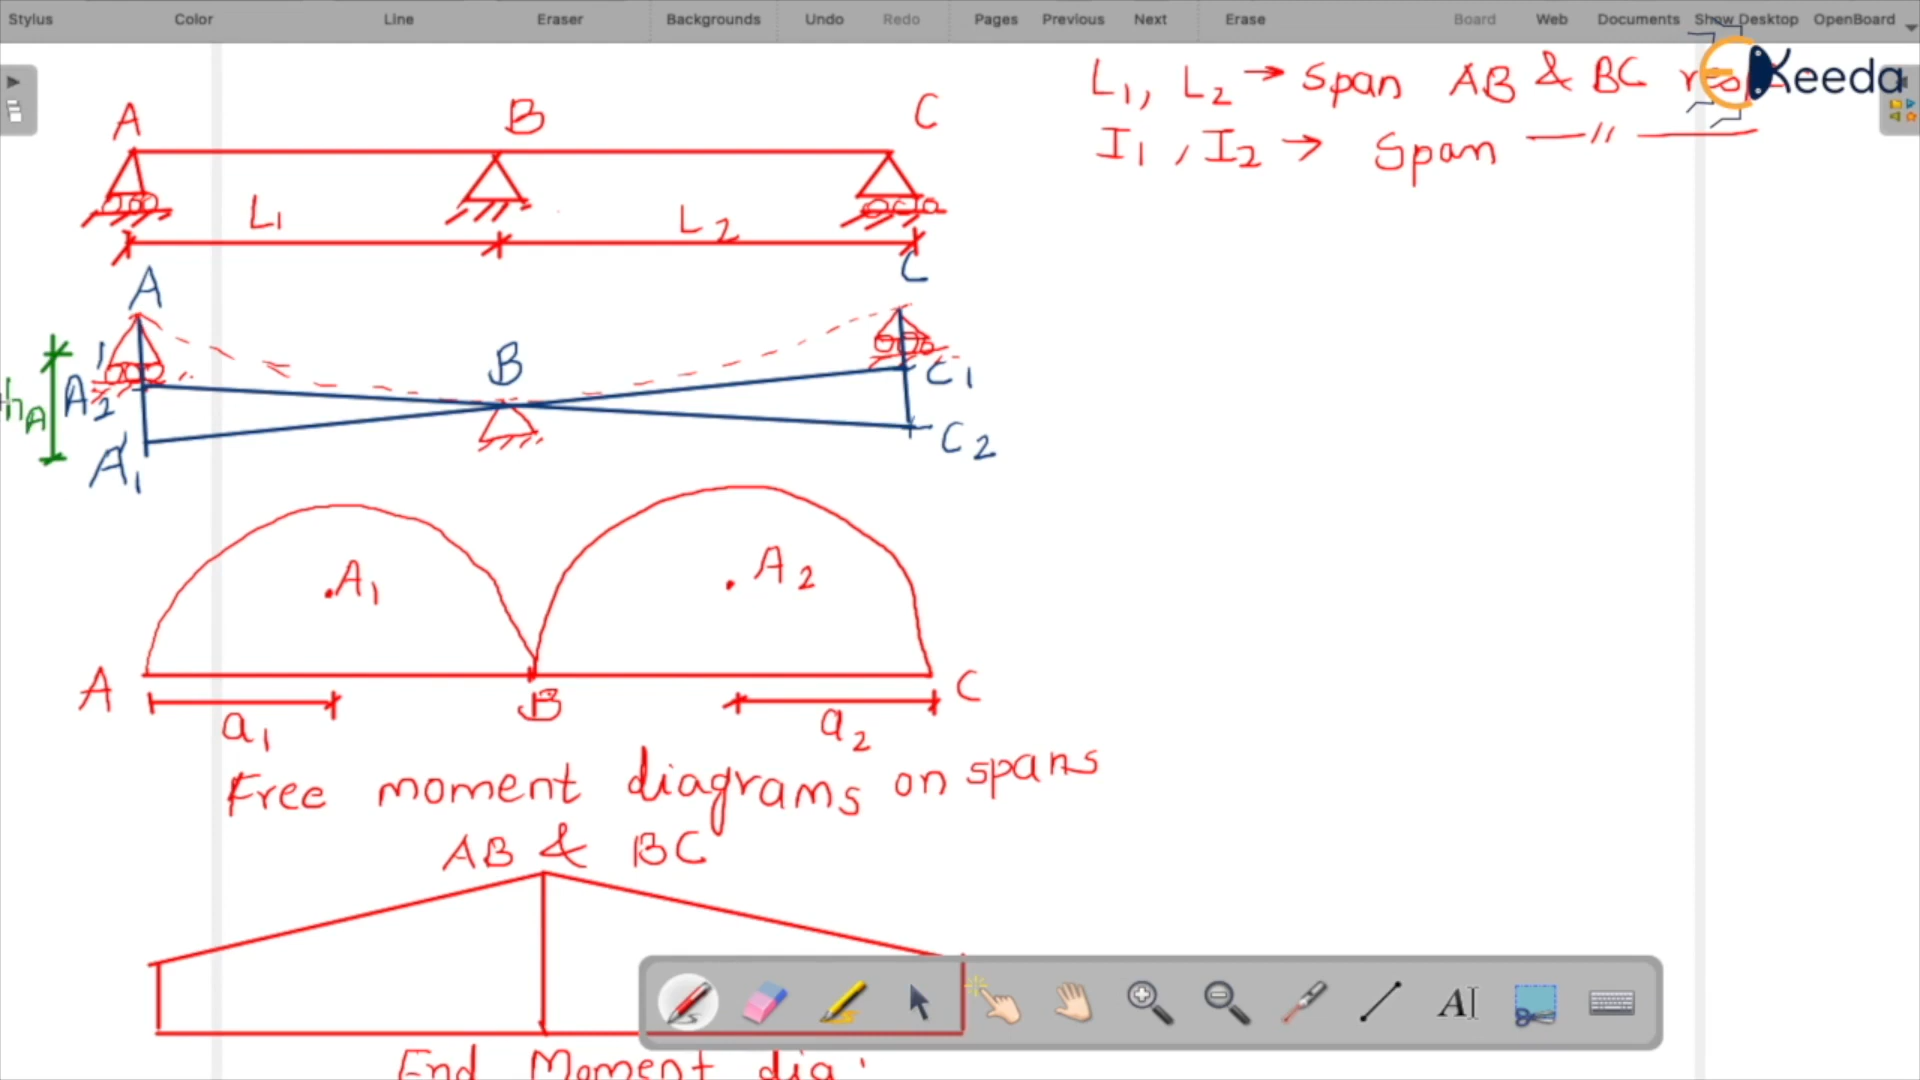 Stylus Color Line Eraser Backgrounds Undo Redo Pages Previous Next Erase Board Web Documents Show Desktop OpenBoard
L1, L2 → Span AB & BC resp
Keeda
I1, I2 → Span —"—
A B C
L1 L2
A C
B
hA A2 C1
A1 C2
.A1 .A2
A B C
a1 a2
Free moment diagrams on spans
AB & BC
AI
End Moment dia.